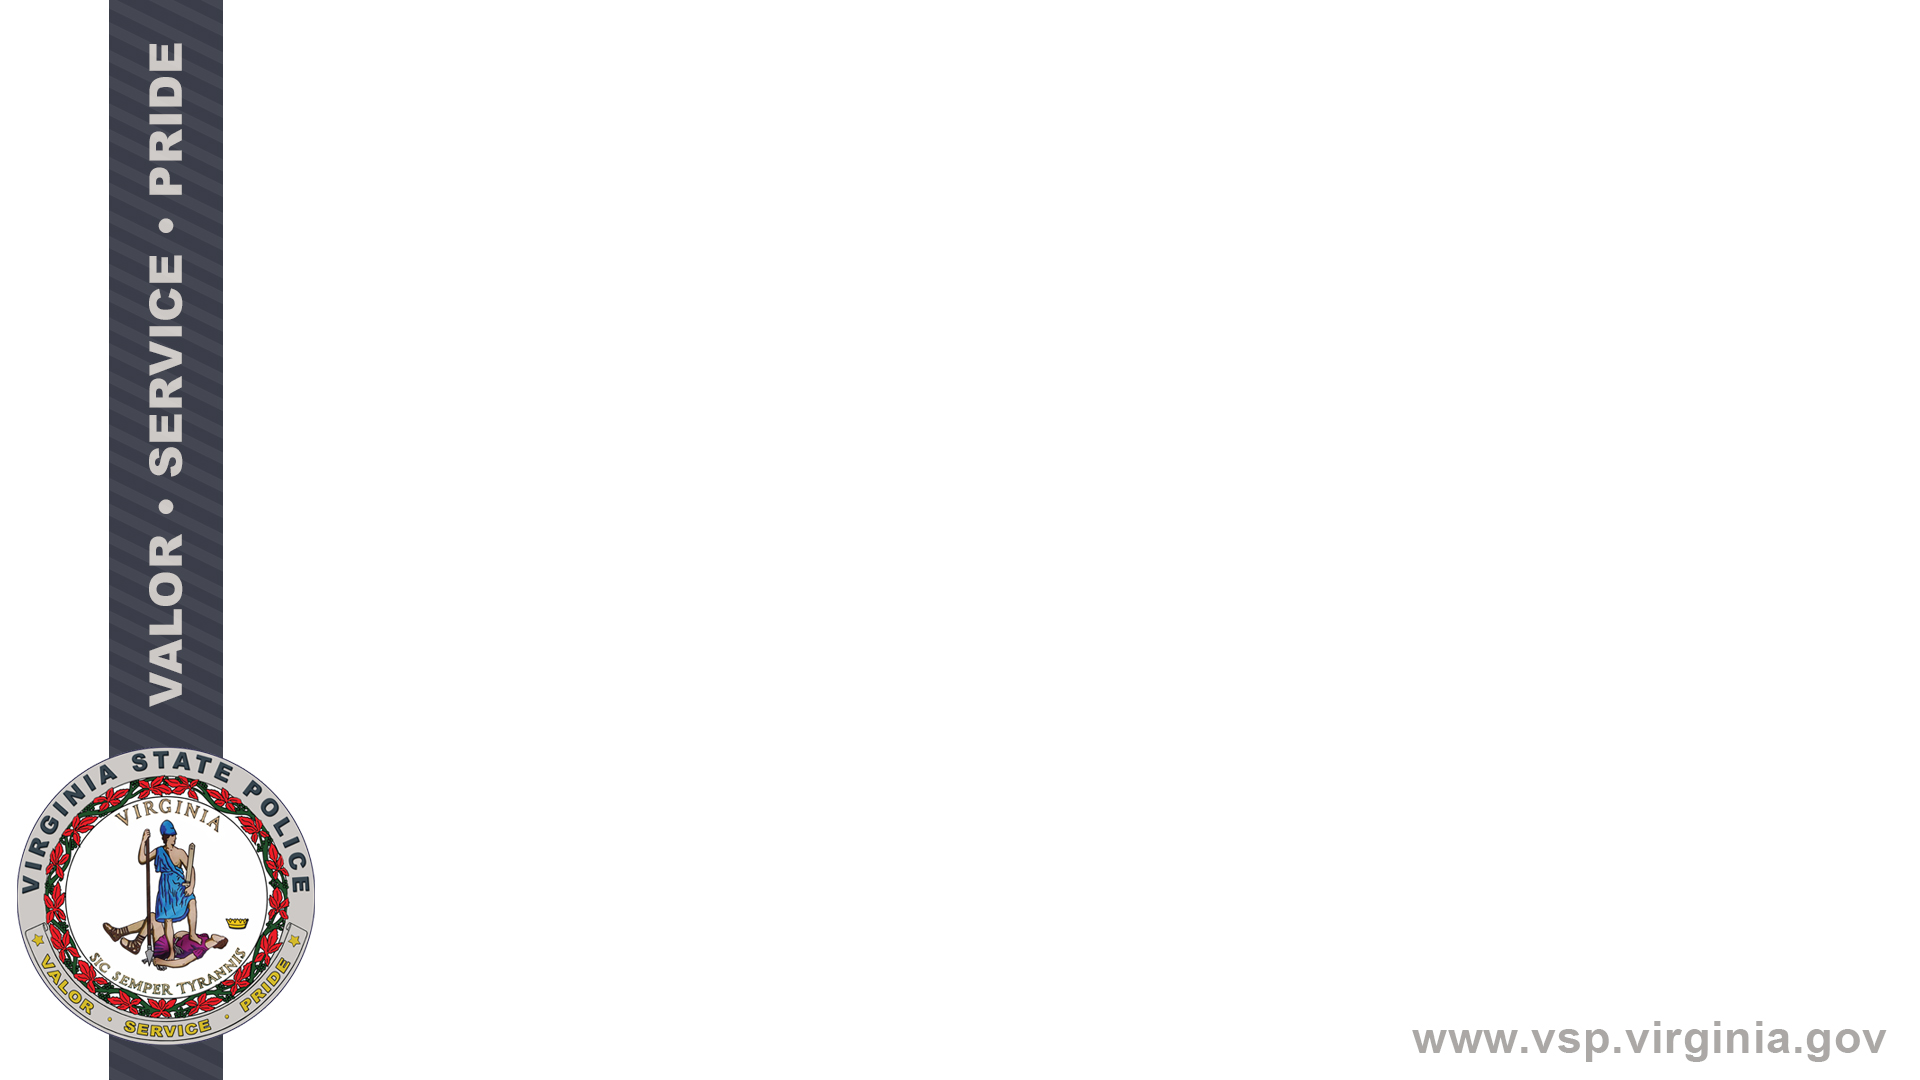 VALOR • SERVICE • PRIDE
VIRGINIA STATE POLICE
VIRGINIA
SIC SEMPER TYRANNIS
VALOR · SERVICE · PRIDE
www.vsp.virginia.gov